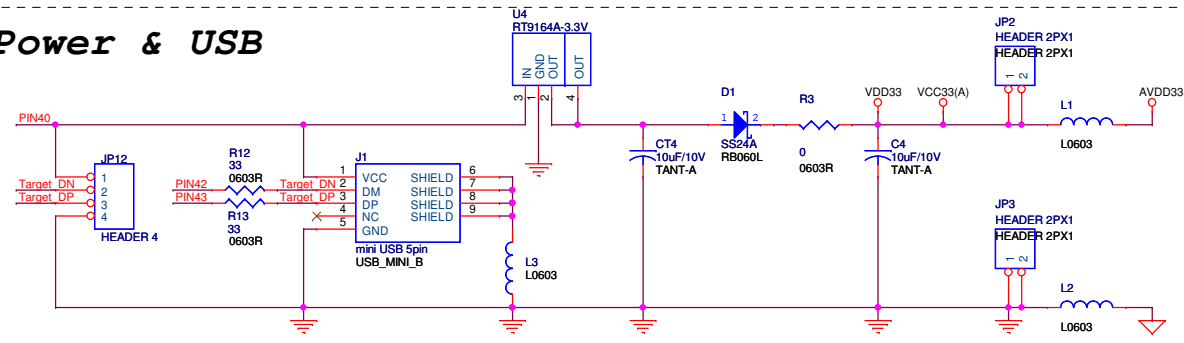 Power & USB
U4
RT9164A-3.3V
IN
GND
OUT
OUT
3
1
2
4
JP2
HEADER 2PX1
HEADER 2PX1
1
2
PIN40
D1
1
2
SS24A
RB060L
R3
0
0603R
VDD33
VCC33(A)
L1
L0603
AVDD33
CT4
10uF/10V
TANT-A
C4
10uF/10V
TANT-A
JP12
1
2
3
4
HEADER 4
Target_DN
Target_DP
R12
33
0603R
PIN42
PIN43
R13
33
0603R
Target_DN
Target_DP
J1
1
2
3
4
5
VCC
DM
DP
NC
GND
SHIELD
SHIELD
SHIELD
SHIELD
6
7
8
9
mini USB 5pin
USB_MINI_B
L3
L0603
JP3
HEADER 2PX1
HEADER 2PX1
1
2
L2
L0603